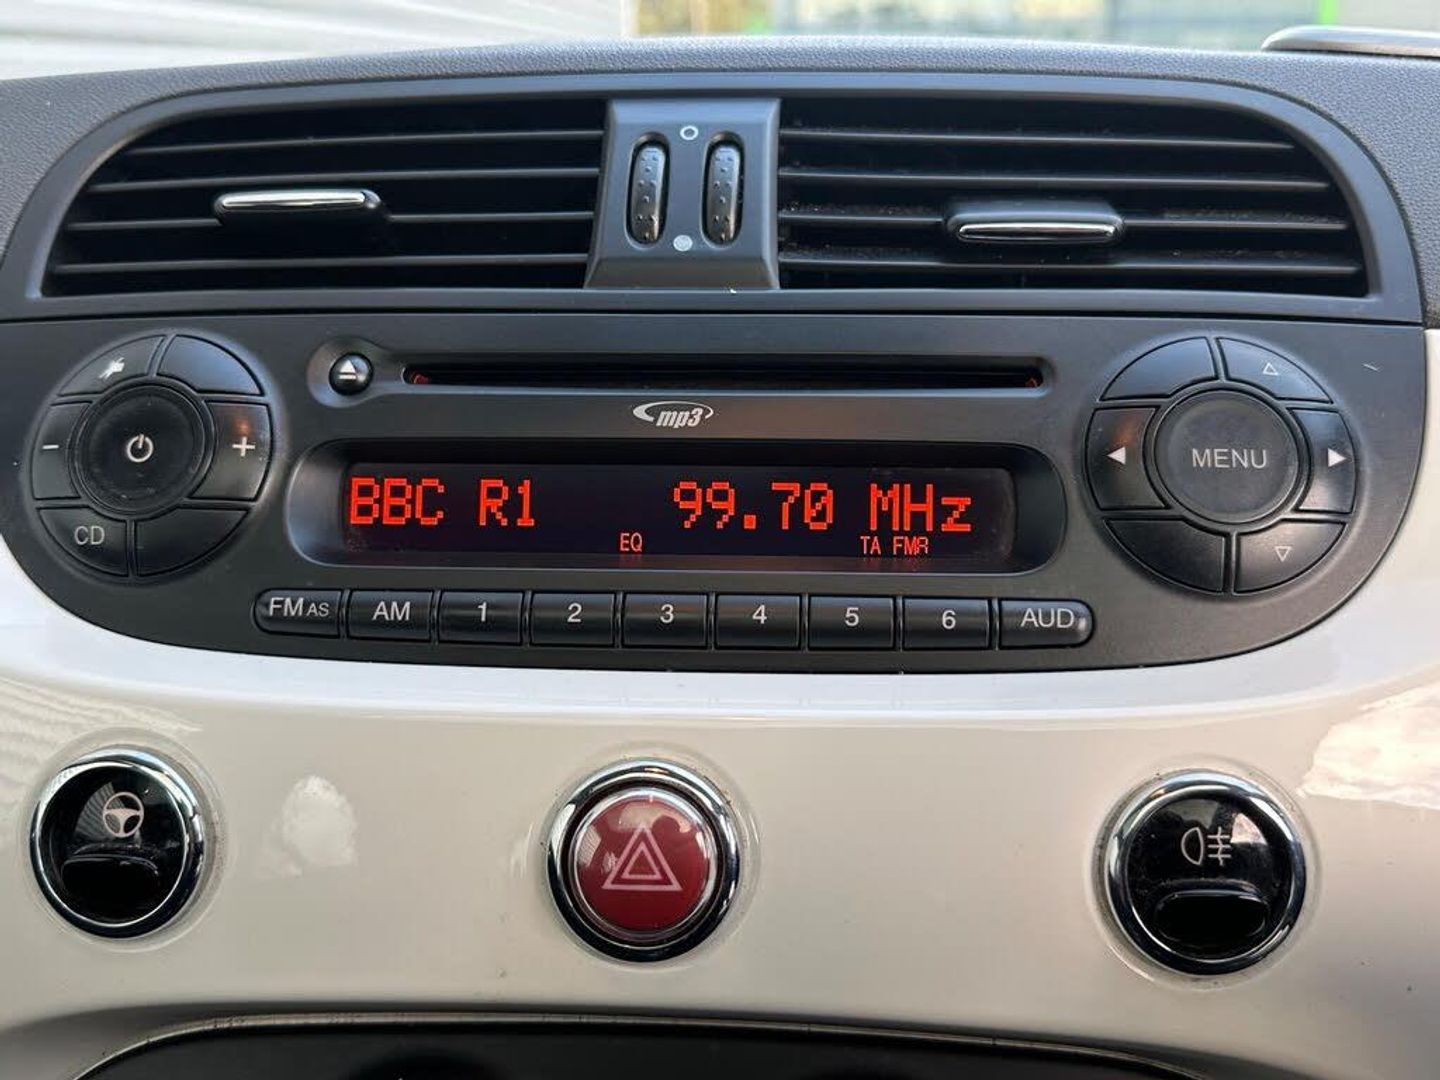 mp3
MENU
BBC R1 99.70 MHz
EQ TA FMA
CD
FM AS AM 1 2 3 4 5 6 AUD